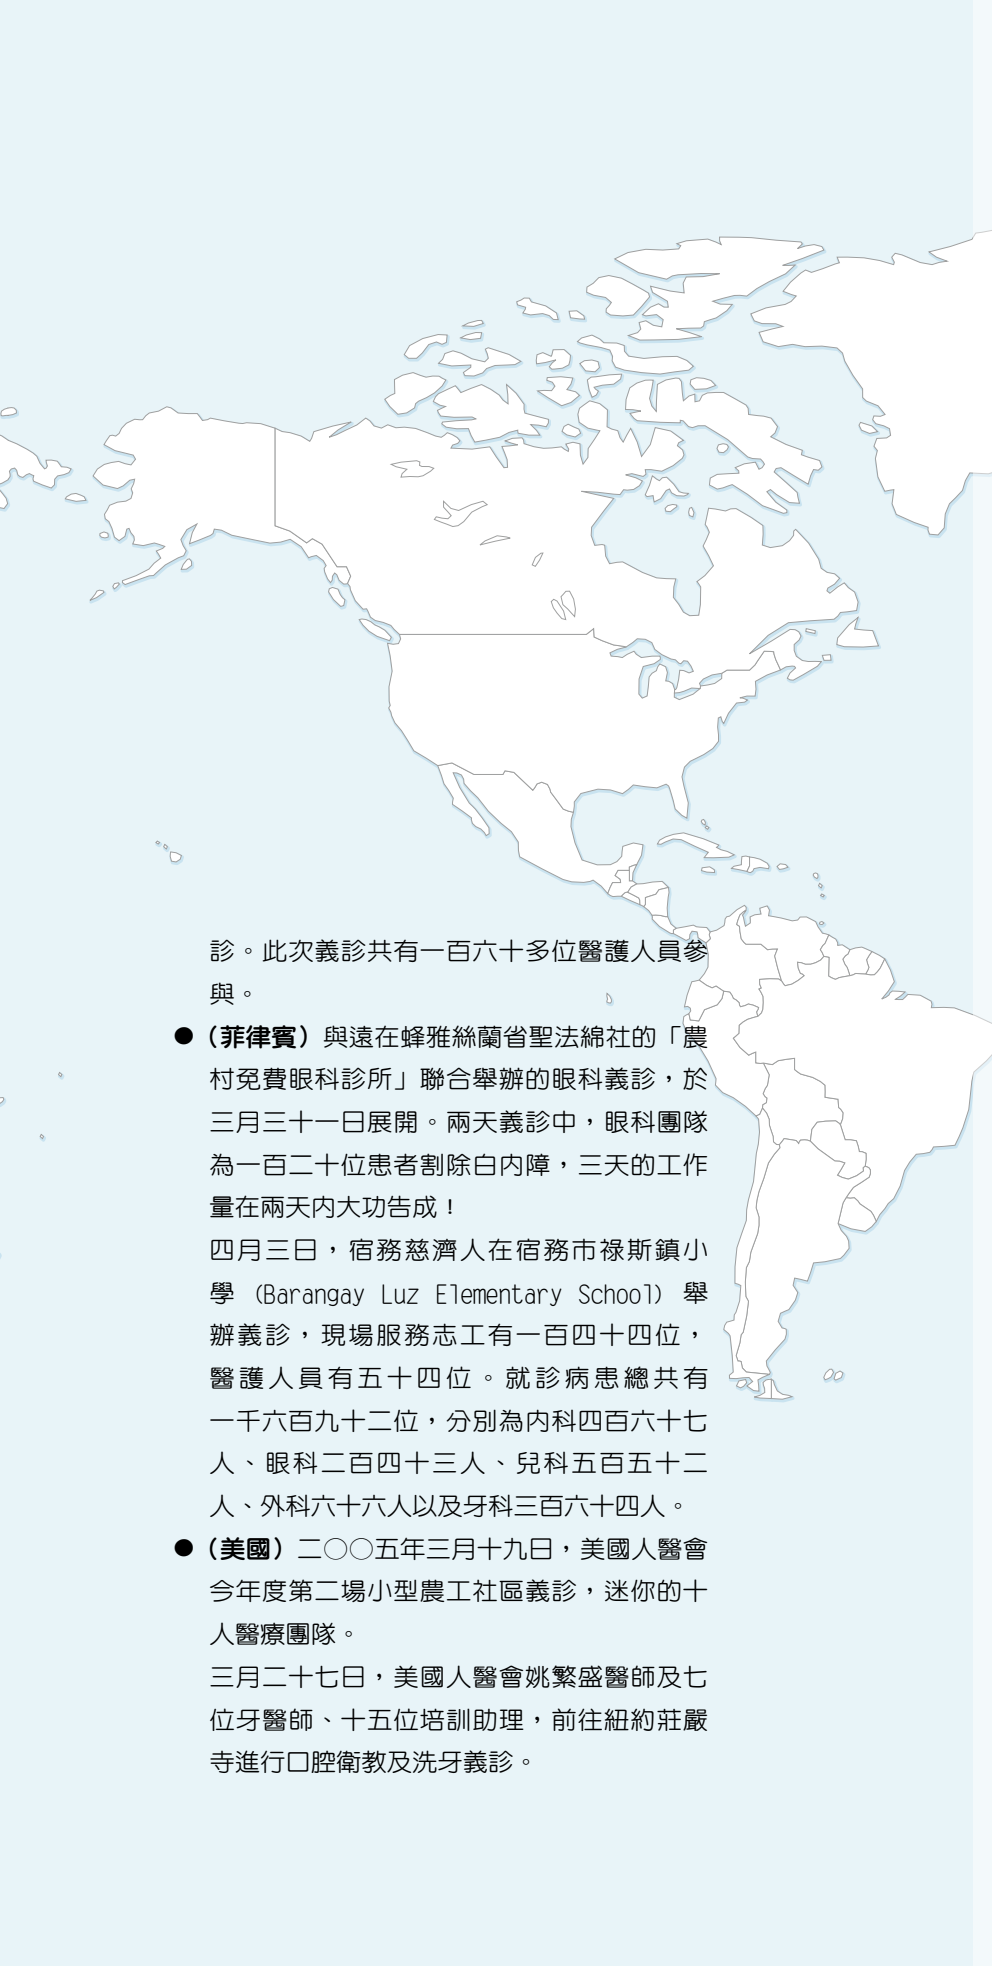 診。此次義診共有一百六十多位醫護人員參
與。
●（菲律賓）與遠在蜂雅絲蘭省聖法綿社的「農
村免費眼科診所」聯合舉辦的眼科義診，於
三月三十一日展開。兩天義診中，眼科團隊
為一百二十位患者割除白內障，三天的工作
量在兩天內大功告成！
四月三日，宿務慈濟人在宿務市祿斯鎮小
學（Barangay Luz Elementary School）舉
辦義診，現場服務志工有一百四十四位，
醫護人員有五十四位。就診病患總共有
一千六百九十二位，分別為內科四百六十七
人、眼科二百四十三人、兒科五百五十二
人、外科六十六人以及牙科三百六十四人。
●（美國）二○○五年三月十九日，美國人醫會
今年度第二場小型農工社區義診，迷你的十
人醫療團隊。
三月二十七日，美國人醫會姚繁盛醫師及七
位牙醫師、十五位培訓助理，前往紐約莊嚴
寺進行口腔衛教及洗牙義診。